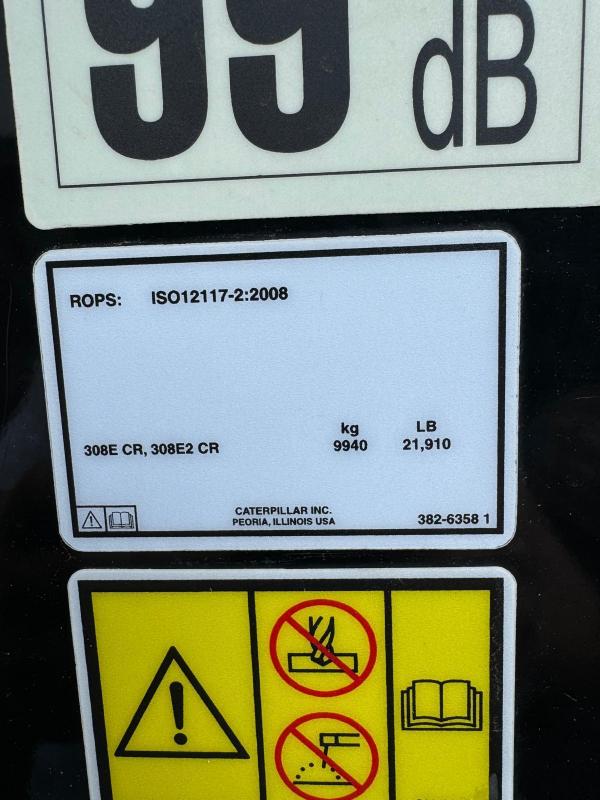 99 dB
ROPS: ISO12117-2:2008
kg LB
308E CR, 308E2 CR 9940 21,910
CATERPILLAR INC.
PEORIA, ILLINOIS USA 382-6358 1